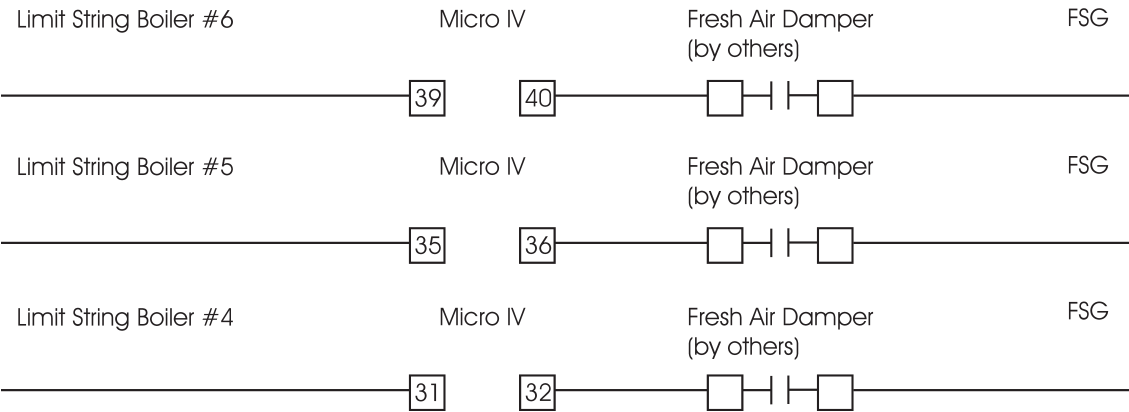 Limit String Boiler #6 Micro IV Fresh Air Damper FSG
(by others)
39 40
Limit String Boiler #5 Micro IV Fresh Air Damper FSG
(by others)
35 36
Limit String Boiler #4 Micro IV Fresh Air Damper FSG
(by others)
31 32